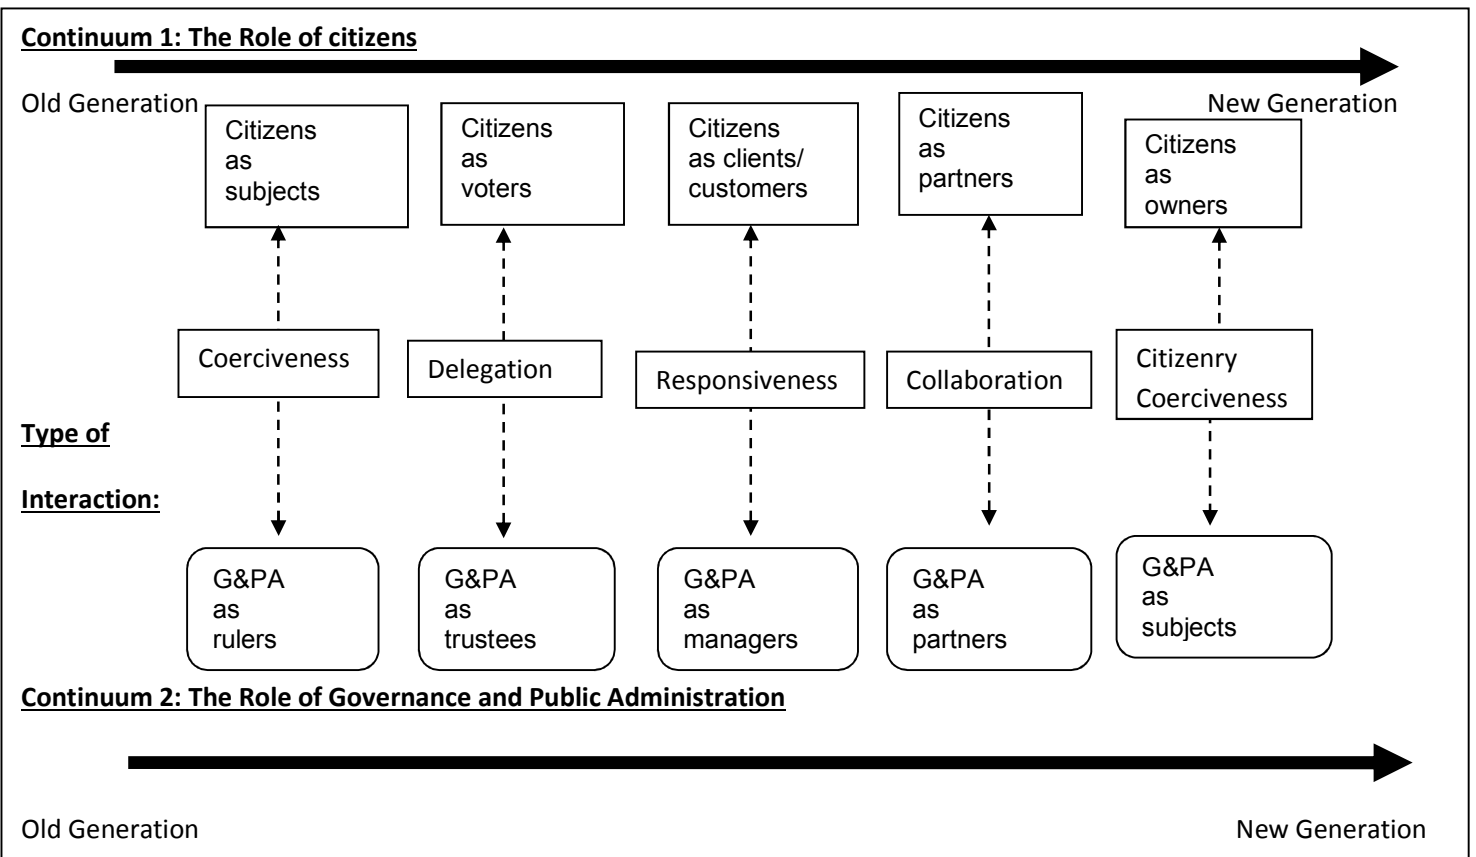 Continuum 1: The Role of citizens
Old Generation
New Generation
Citizens
as
subjects
Citizens
as
voters
Citizens
as clients/
customers
Citizens
as
partners
Citizens
as
owners
Coerciveness
Delegation
Responsiveness
Collaboration
Citizenry
Coerciveness
Type of
Interaction:
G&PA
as
rulers
G&PA
as
trustees
G&PA
as
managers
G&PA
as
partners
G&PA
as
subjects
Continuum 2: The Role of Governance and Public Administration
Old Generation
New Generation